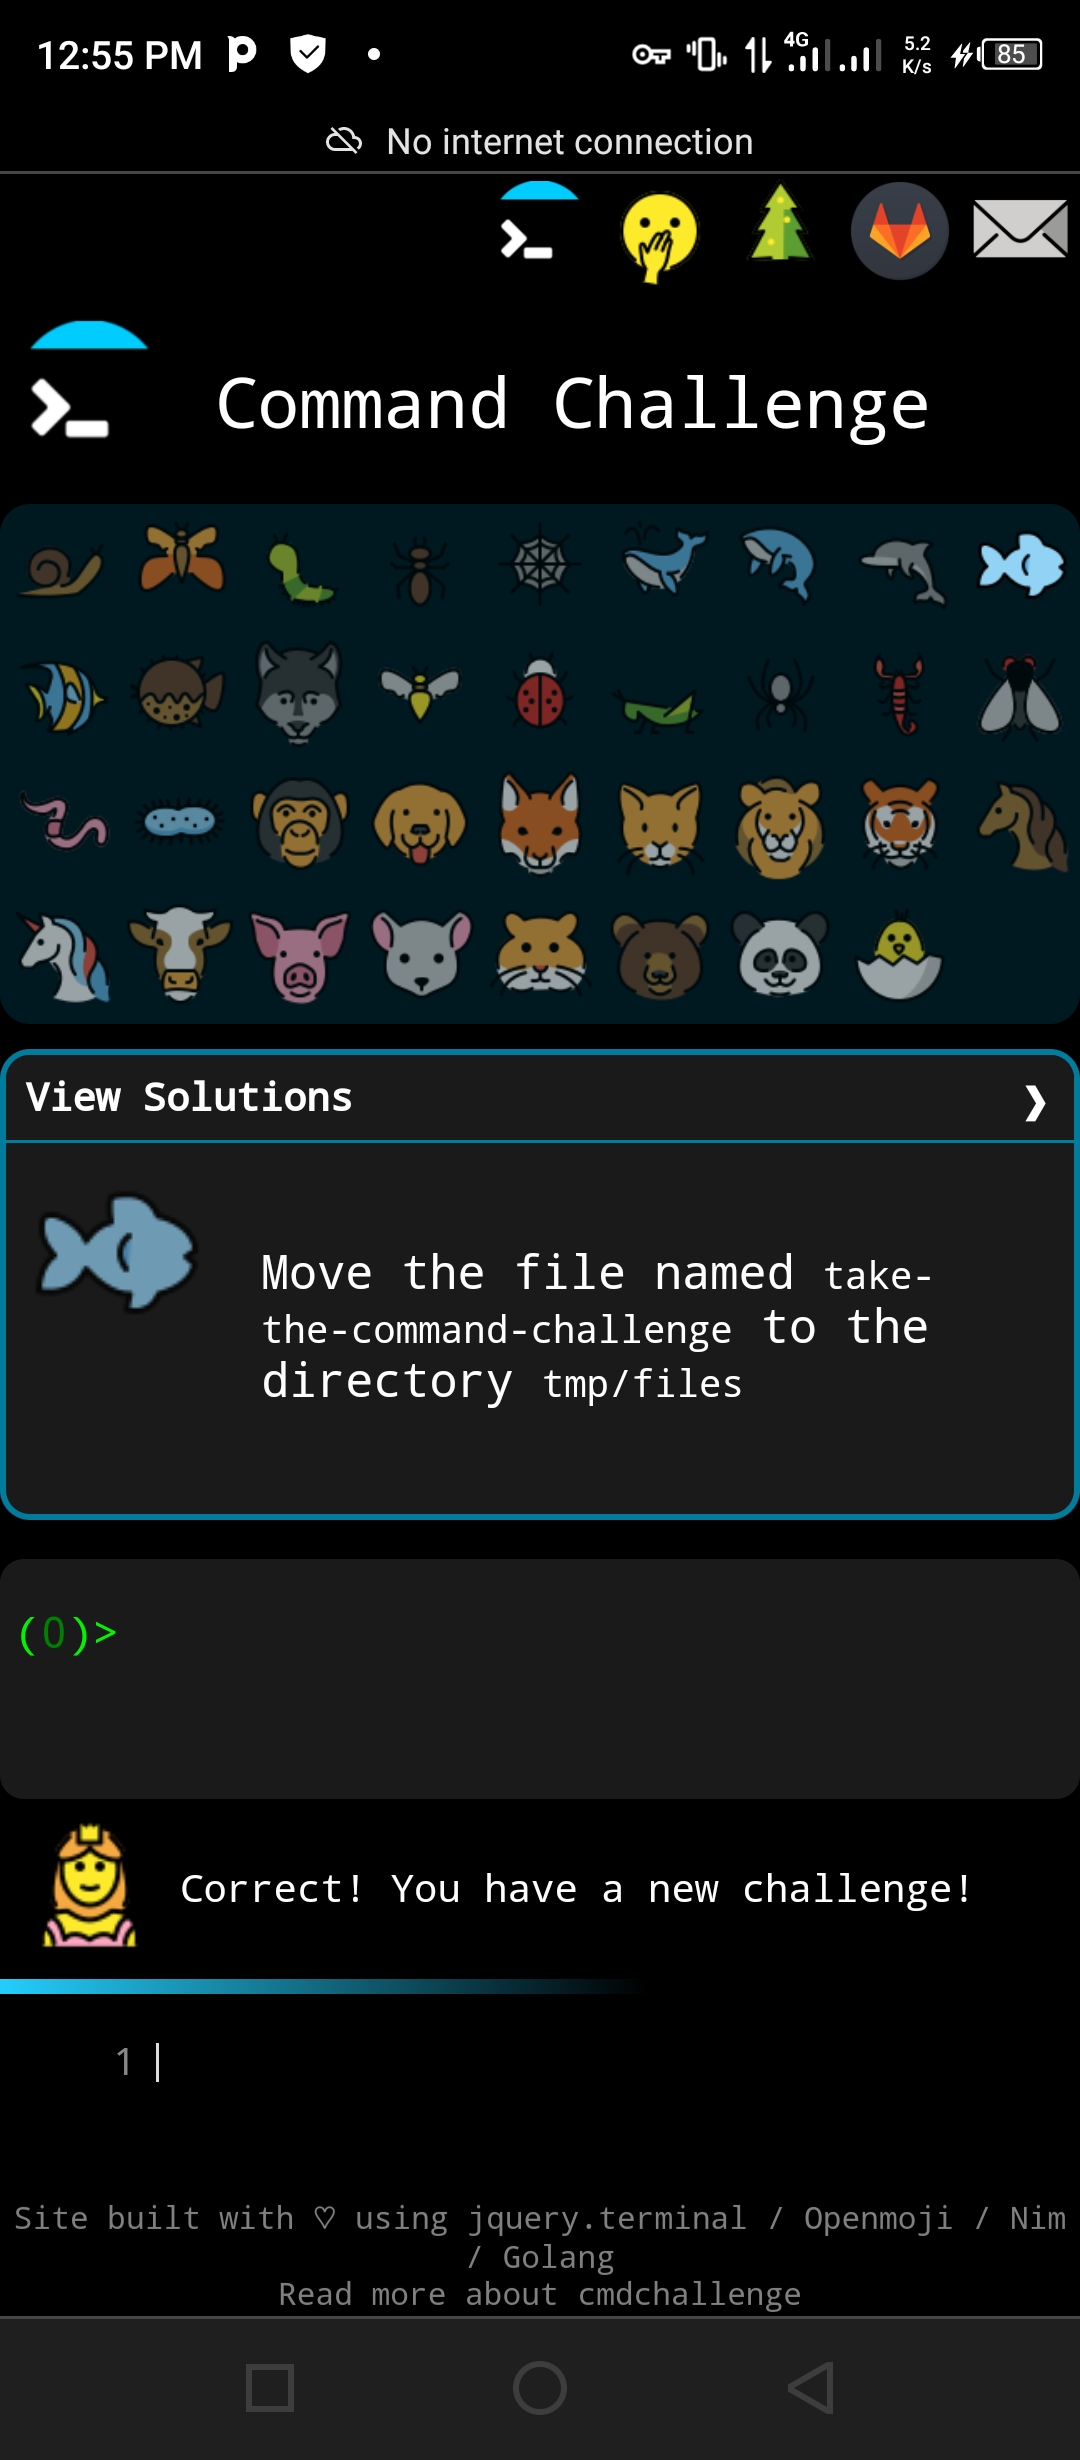 12:55 PM
4G
5.2
K/s
85
No internet connection
Command Challenge
View Solutions ❯
Move the file named take-
the-command-challenge to the
directory tmp/files
(0)>
Correct! You have a new challenge!
1
Site built with ♡ using jquery.terminal / Openmoji / Nim
/ Golang
Read more about cmdchallenge